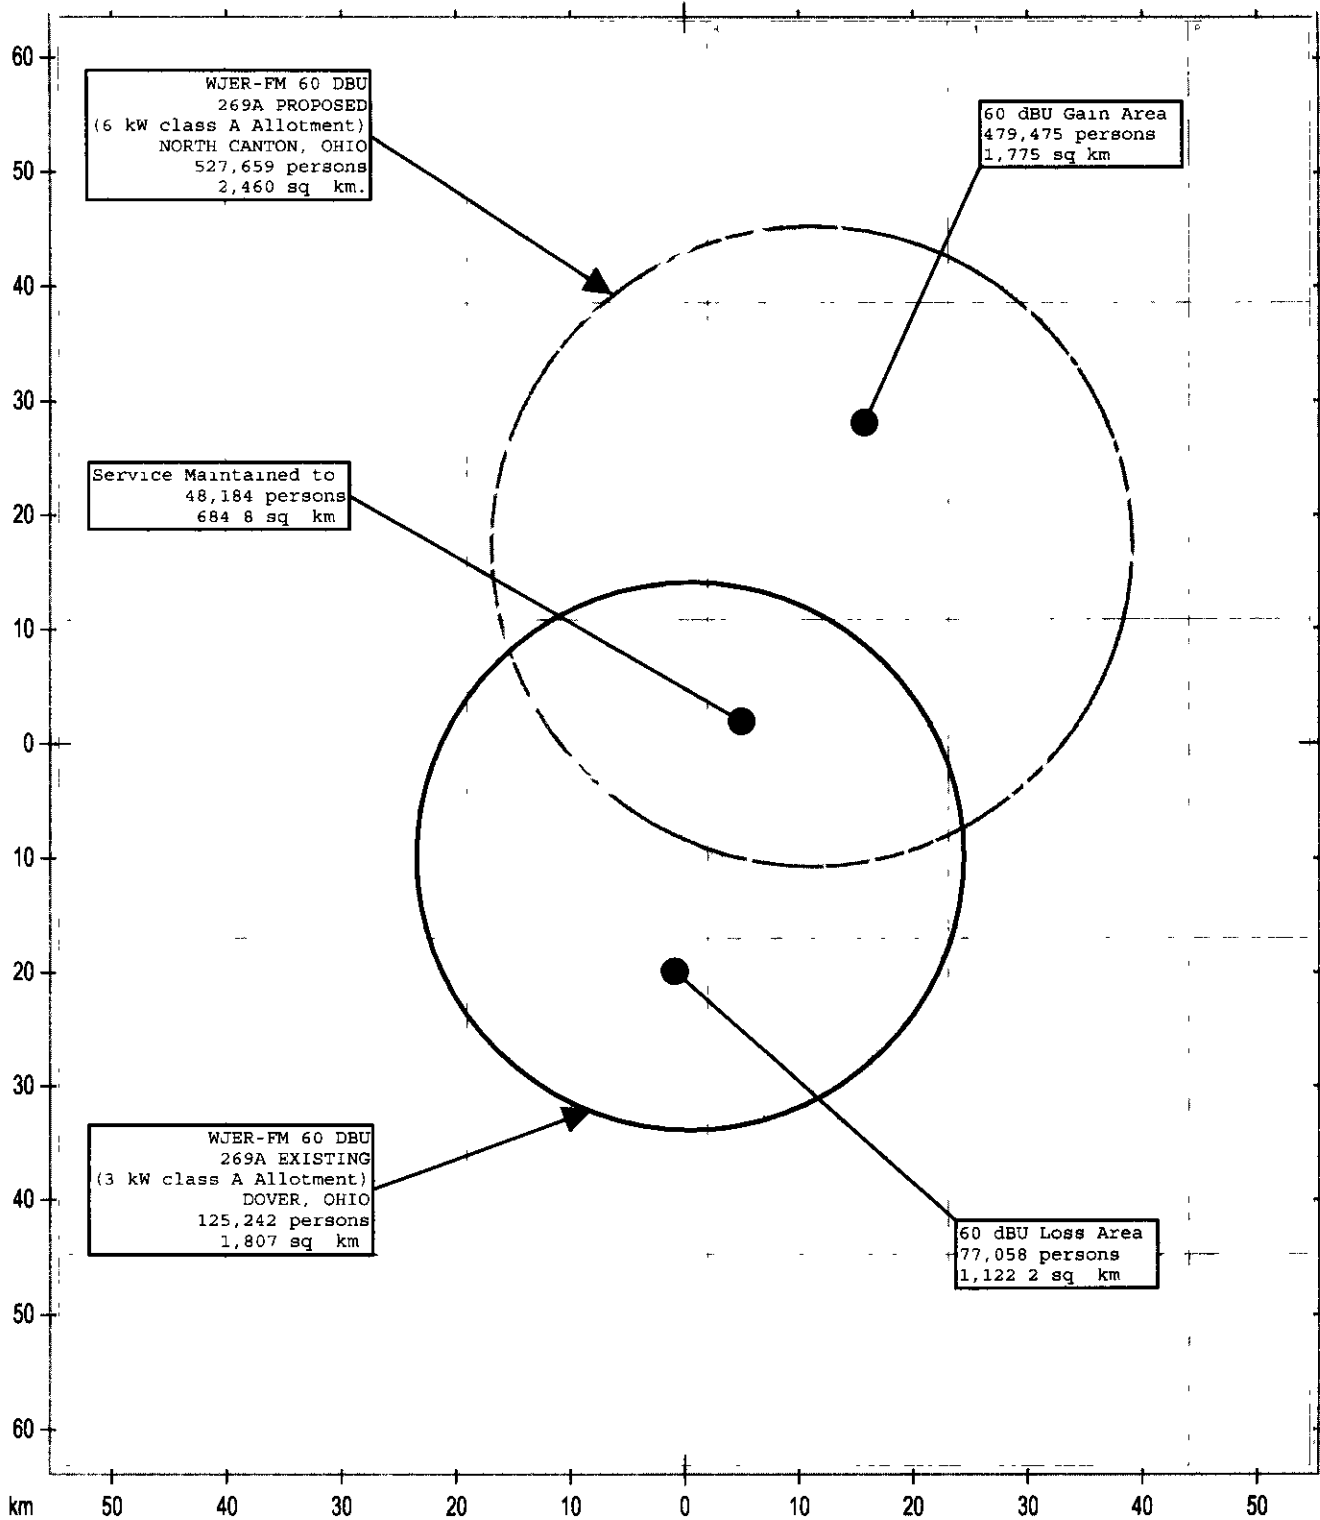 60
WJER-FM 60 DBU
269A PROPOSED
(6 kW class A Allotment)
NORTH CANTON, OHIO
527,659 persons
2,460 sq km.
60 dBU Gain Area
479,475 persons
1,775 sq km
50
40
30
Service Maintained to
48,184 persons
684 8 sq km
20
10
0
10
20
30
WJER-FM 60 DBU
269A EXISTING
(3 kW class A Allotment)
DOVER, OHIO
125,242 persons
1,807 sq km
40
60 dBU Loss Area
77,058 persons
1,122 2 sq km
50
60
km 50 40 30 20 10 0 10 20 30 40 50